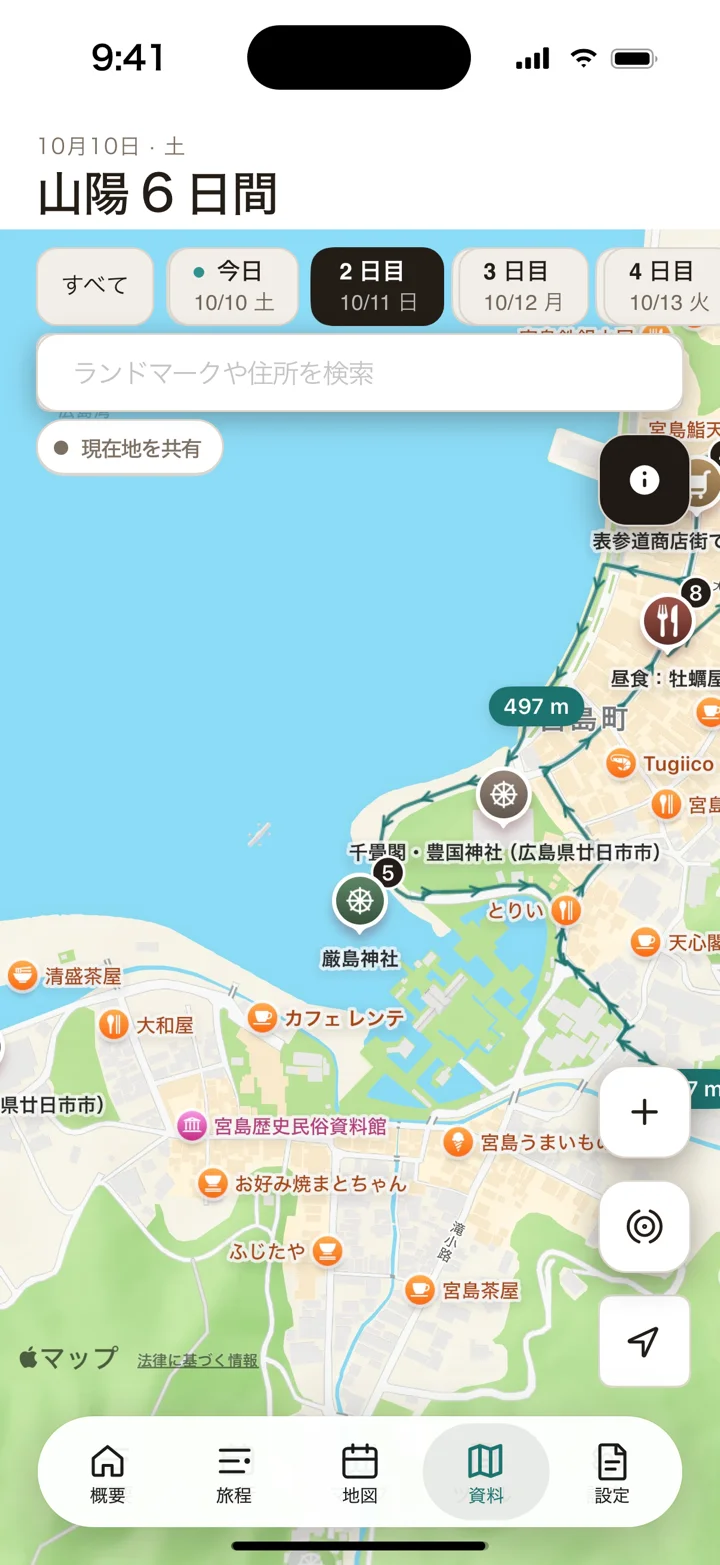 9:41
10月10日 · 土
山陽 6 日間
すべて
今日
10/10 土
2 日目
10/11 日
3 日目
10/12 月
4 日目
10/13 火
ランドマークや住所を検索
現在地を共有
宮島鮨天
表参道商店街で
8
昼食：牡蠣屋
497 m
島町
Tugiico
宮島
千畳閣・豊国神社（広島県廿日市市）
5
とりい
厳島神社
天心閣
清盛茶屋
大和屋
カフェ レンテ
7 m
県廿日市市）
宮島歴史民俗資料館
宮島うまいもの
お好み焼まとちゃん
滝小路
ふじたや
宮島茶屋
マップ
法律に基づく情報
概要
旅程
地図
資料
設定